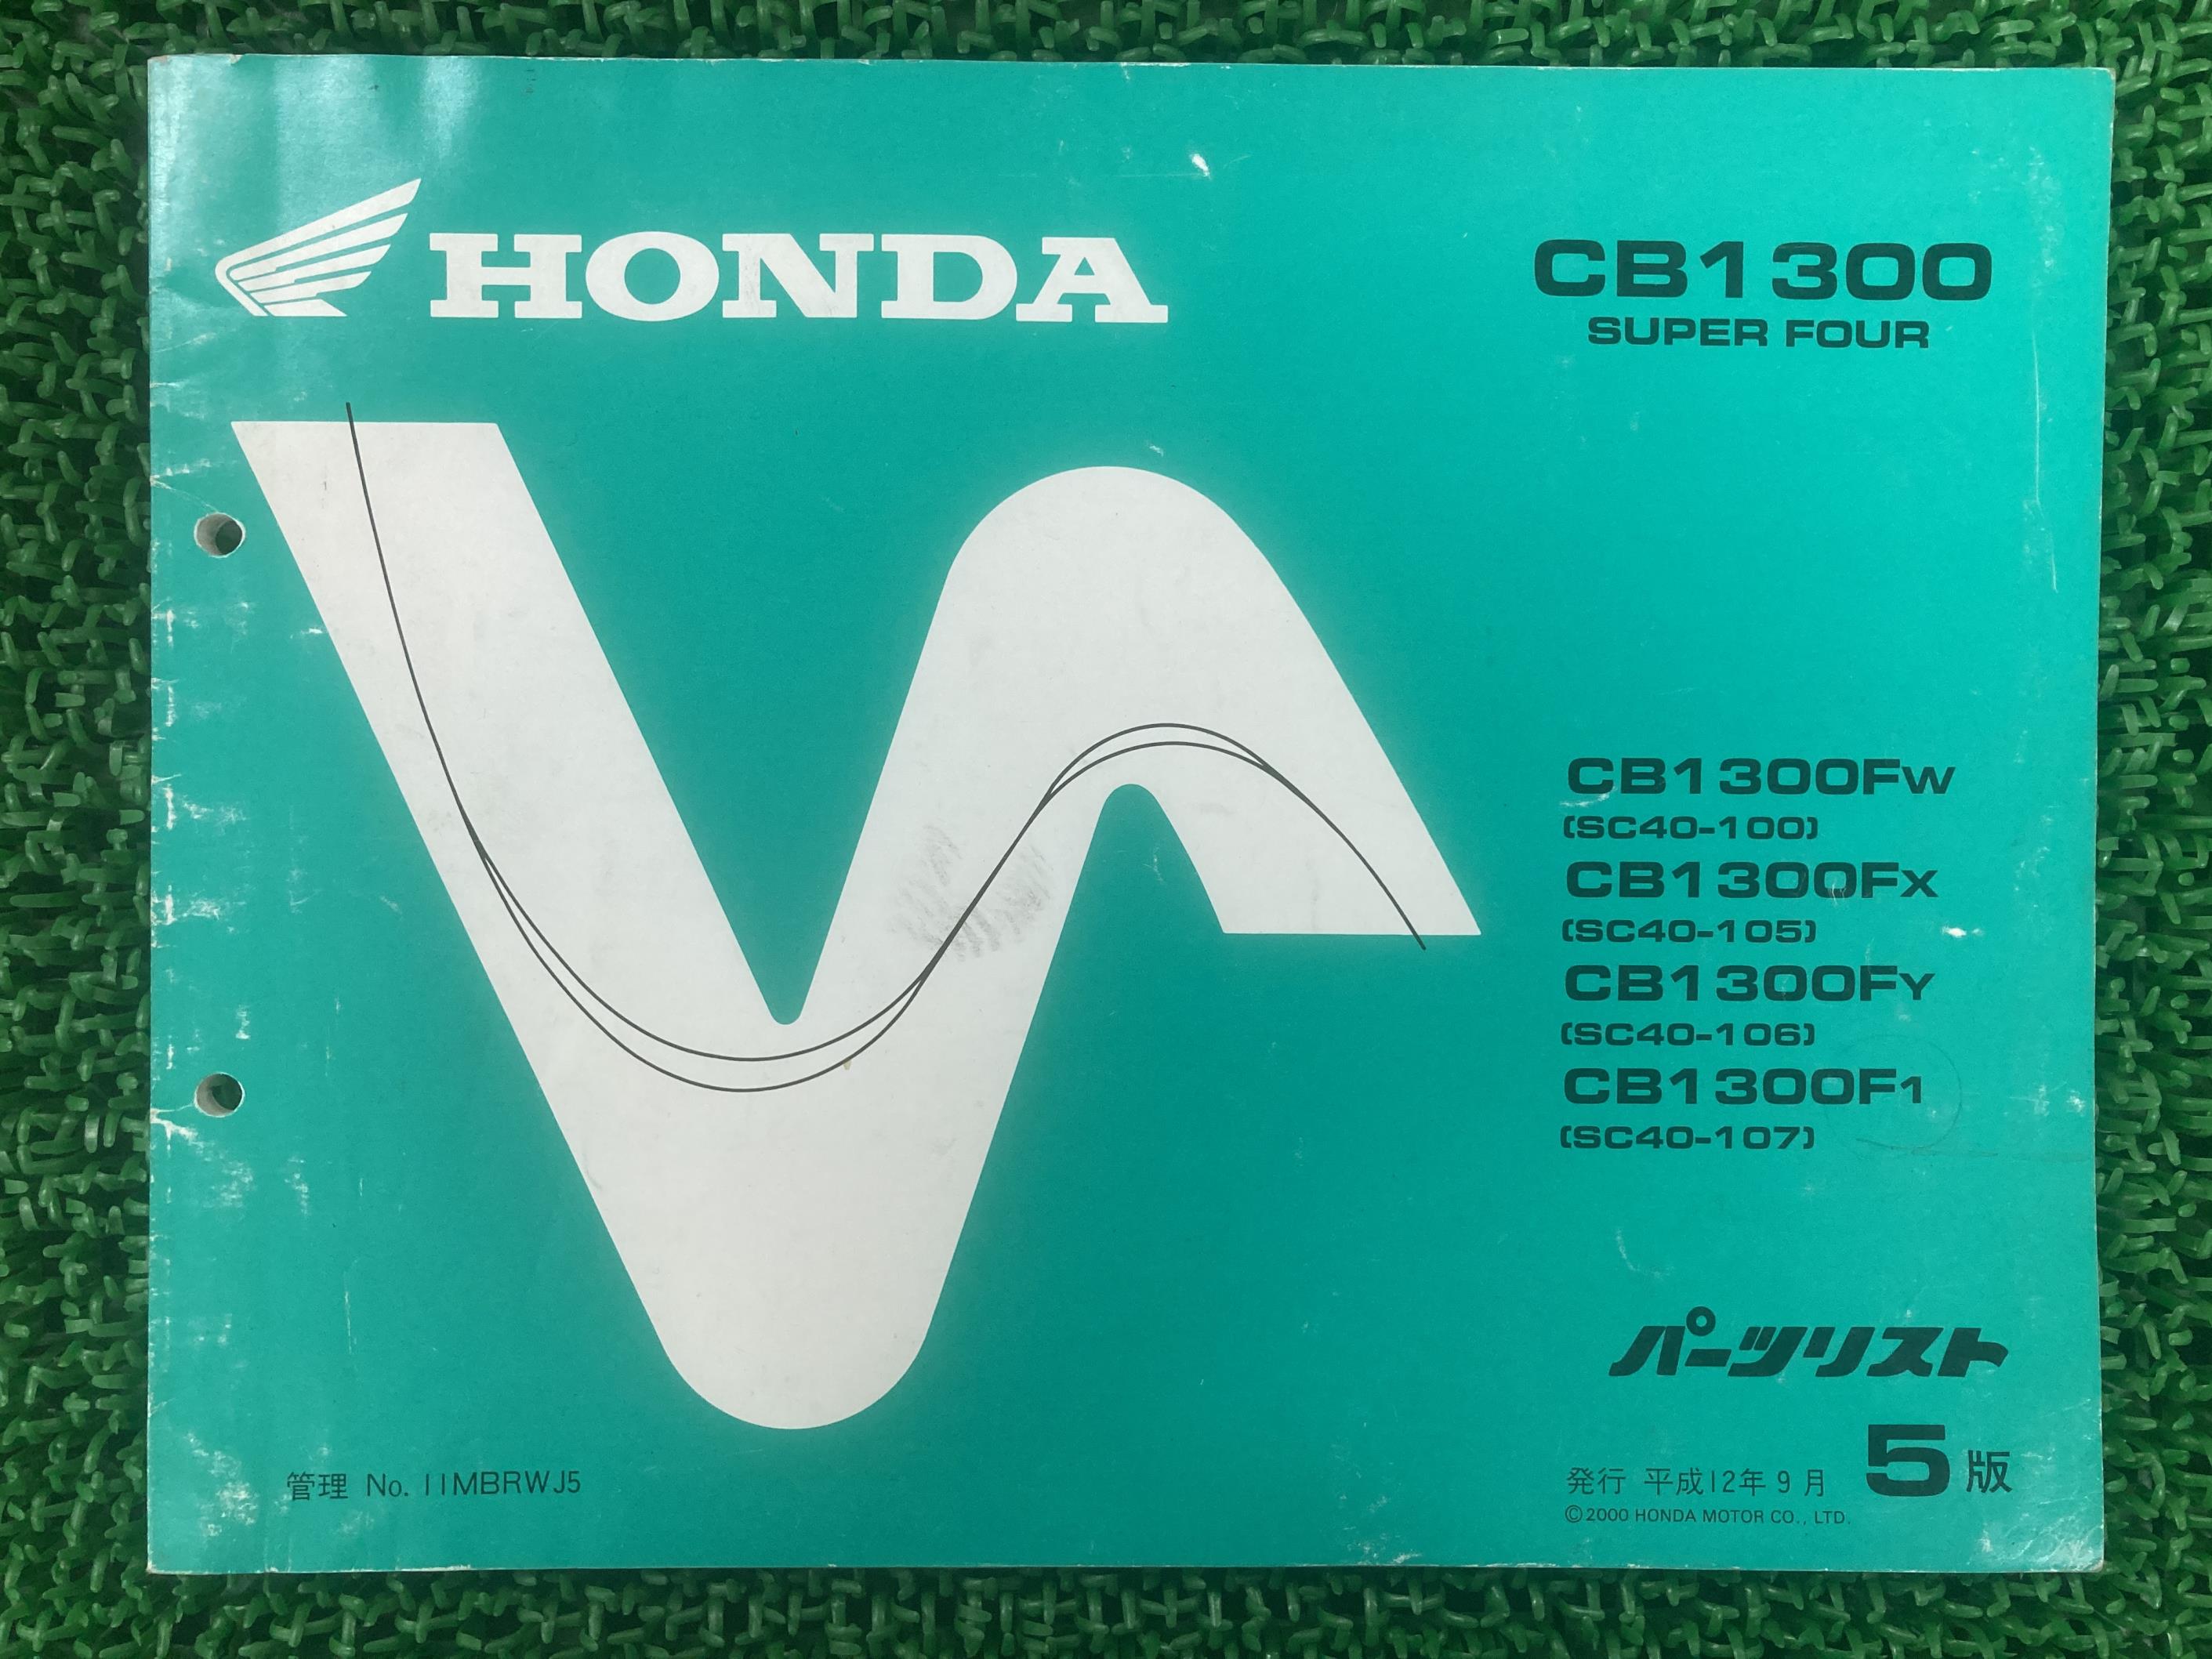 HONDA
CB1300
SUPER FOUR
CB1300FW
(SC40-100)
CB1300FX
(SC40-105)
CB1300FY
(SC40-106)
CB1300F1
(SC40-107)
パーツリスト
5版
管理 No. 11MBRWJ5
発行 平成12年9月
©2000 HONDA MOTOR CO., LTD.